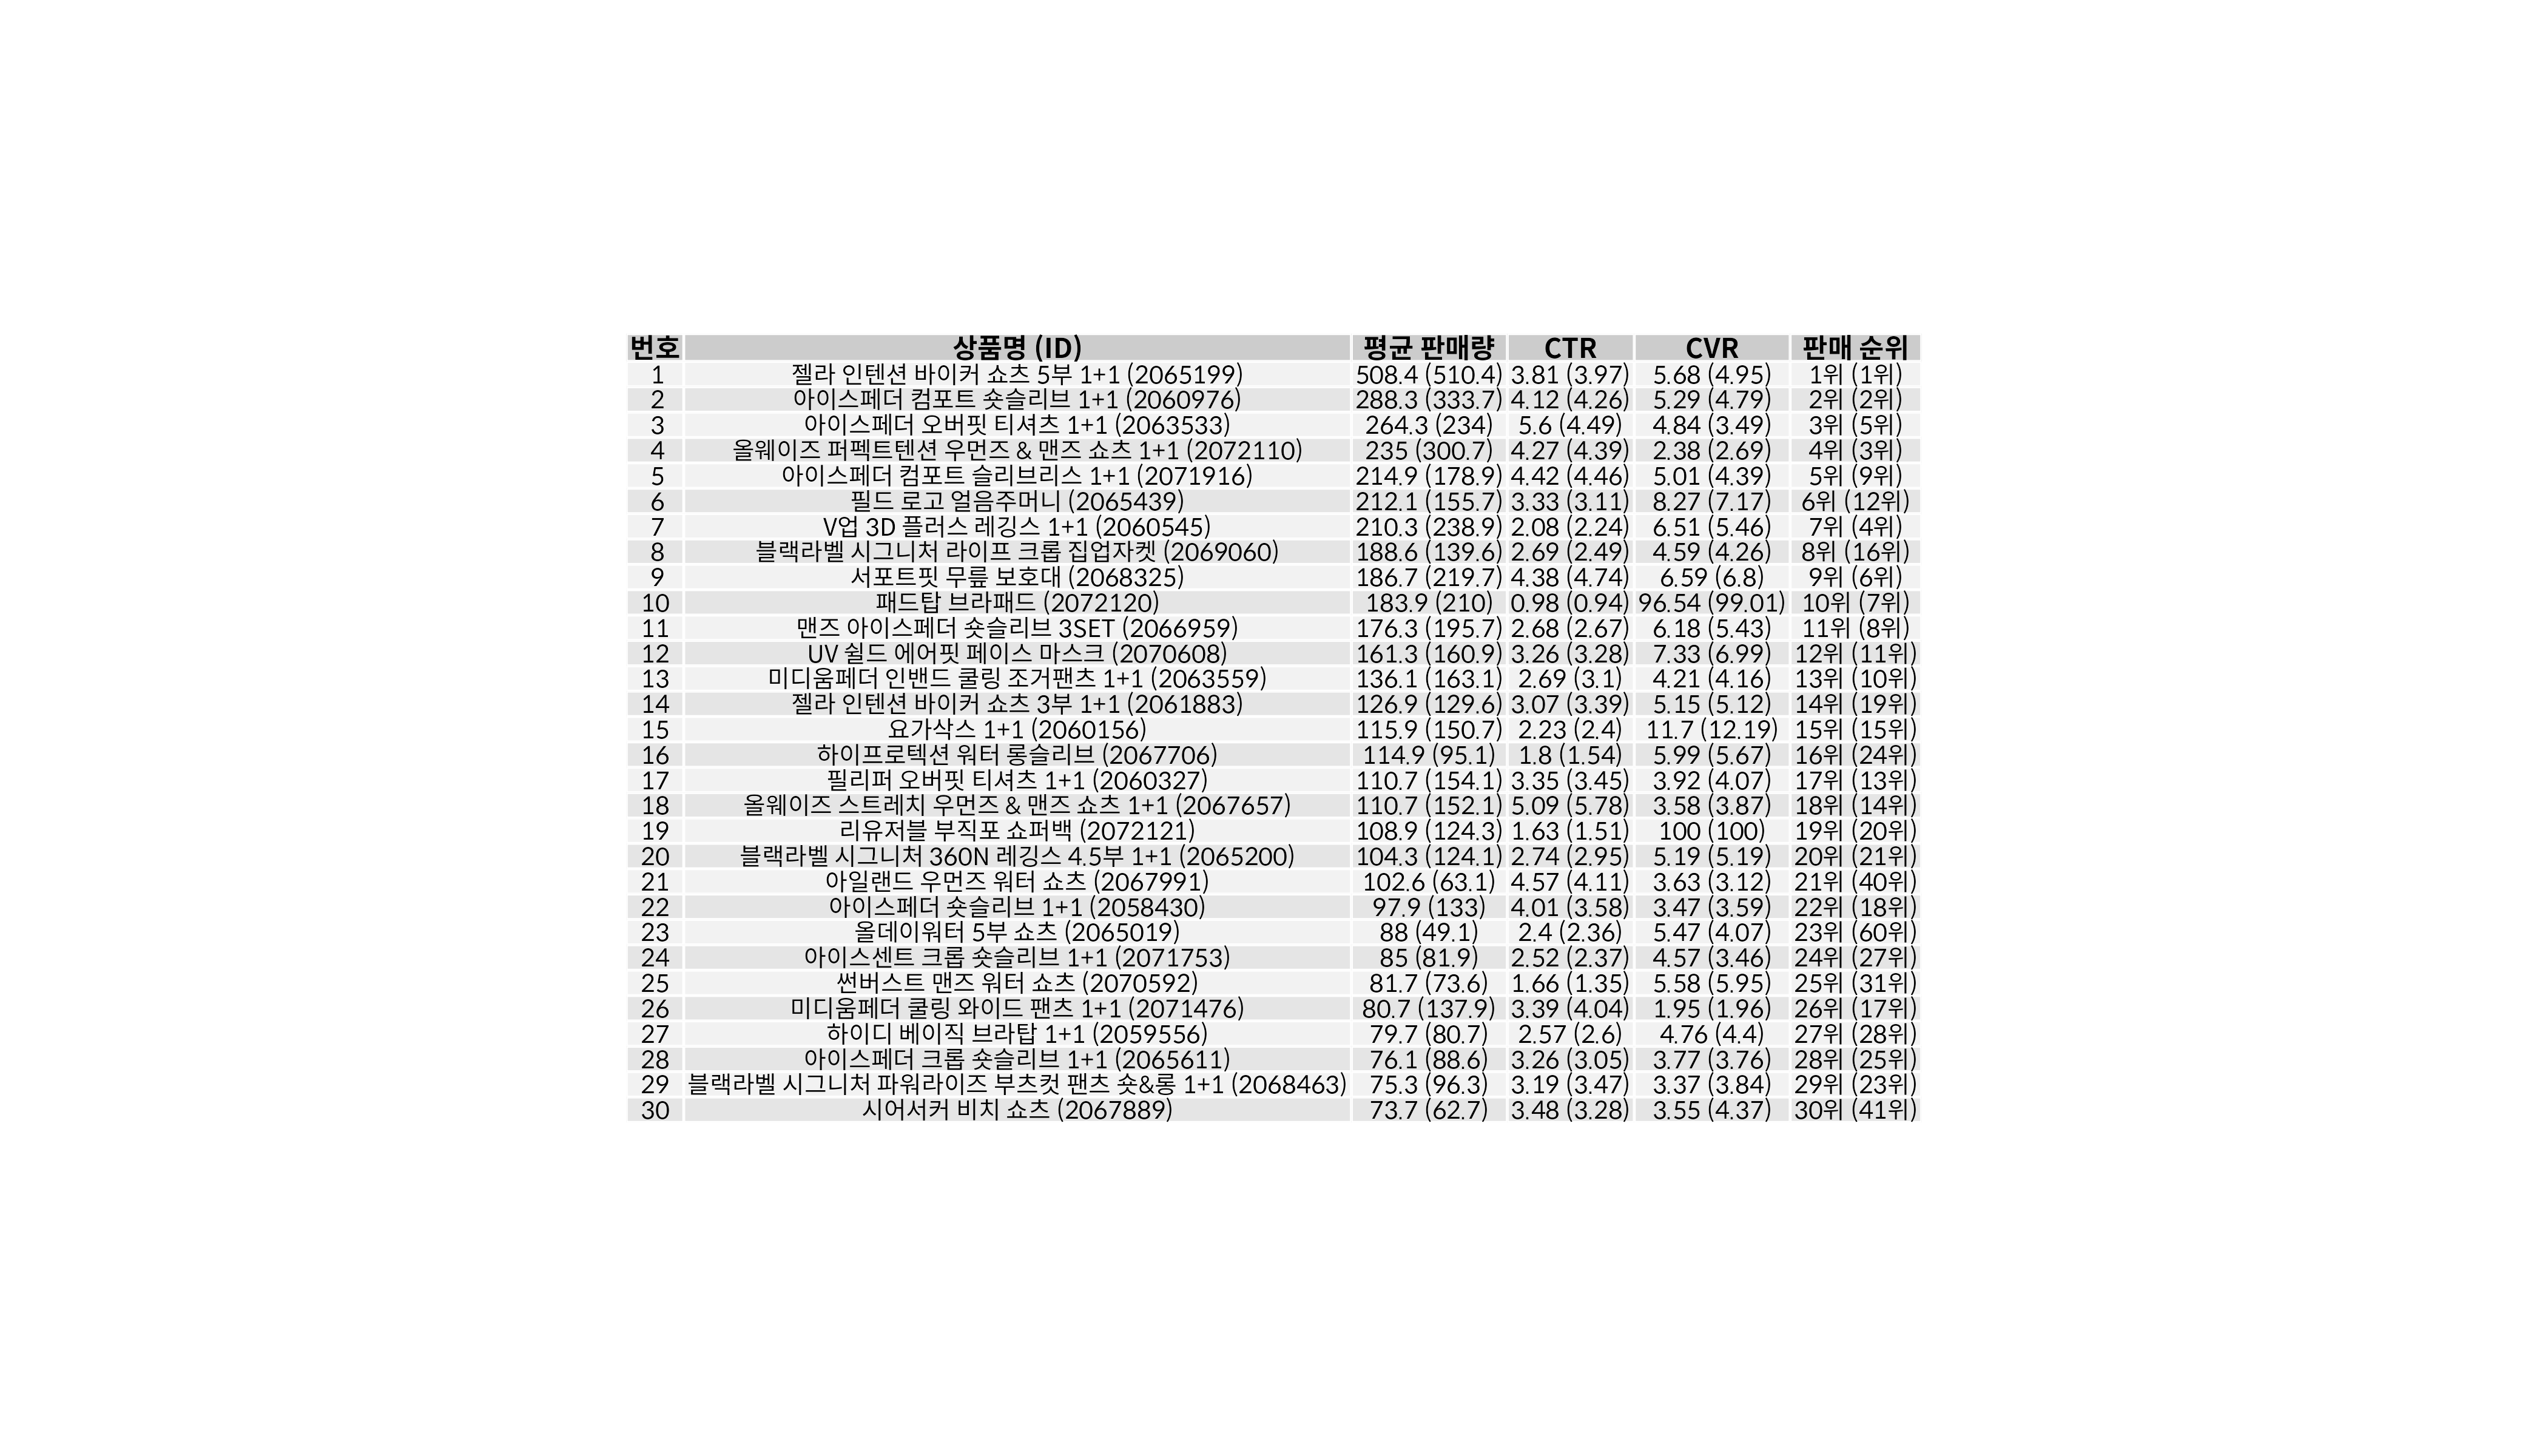 번호 상품명 (ID) 평균 판매량 CTR CVR 판매 순위
1 젤라 인텐션 바이커 쇼츠 5부 1+1 (2065199) 508.4 (510.4) 3.81 (3.97) 5.68 (4.95) 1위 (1위)
2 아이스페더 컴포트 숏슬리브 1+1 (2060976) 288.3 (333.7) 4.12 (4.26) 5.29 (4.79) 2위 (2위)
3 아이스페더 오버핏 티셔츠 1+1 (2063533) 264.3 (234) 5.6 (4.49) 4.84 (3.49) 3위 (5위)
4 올웨이즈 퍼펙트텐션 우먼즈 & 맨즈 쇼츠 1+1 (2072110) 235 (300.7) 4.27 (4.39) 2.38 (2.69) 4위 (3위)
5 아이스페더 컴포트 슬리브리스 1+1 (2071916) 214.9 (178.9) 4.42 (4.46) 5.01 (4.39) 5위 (9위)
6 필드 로고 얼음주머니 (2065439) 212.1 (155.7) 3.33 (3.11) 8.27 (7.17) 6위 (12위)
7 V업 3D 플러스 레깅스 1+1 (2060545) 210.3 (238.9) 2.08 (2.24) 6.51 (5.46) 7위 (4위)
8 블랙라벨 시그니처 라이프 크롭 집업자켓 (2069060) 188.6 (139.6) 2.69 (2.49) 4.59 (4.26) 8위 (16위)
9 서포트핏 무릎 보호대 (2068325) 186.7 (219.7) 4.38 (4.74) 6.59 (6.8) 9위 (6위)
10 패드탑 브라패드 (2072120) 183.9 (210) 0.98 (0.94) 96.54 (99.01) 10위 (7위)
11 맨즈 아이스페더 숏슬리브 3SET (2066959) 176.3 (195.7) 2.68 (2.67) 6.18 (5.43) 11위 (8위)
12 UV 쉴드 에어핏 페이스 마스크 (2070608) 161.3 (160.9) 3.26 (3.28) 7.33 (6.99) 12위 (11위)
13 미디움페더 인밴드 쿨링 조거팬츠 1+1 (2063559) 136.1 (163.1) 2.69 (3.1) 4.21 (4.16) 13위 (10위)
14 젤라 인텐션 바이커 쇼츠 3부 1+1 (2061883) 126.9 (129.6) 3.07 (3.39) 5.15 (5.12) 14위 (19위)
15 요가삭스 1+1 (2060156) 115.9 (150.7) 2.23 (2.4) 11.7 (12.19) 15위 (15위)
16 하이프로텍션 워터 롱슬리브 (2067706) 114.9 (95.1) 1.8 (1.54) 5.99 (5.67) 16위 (24위)
17 필리퍼 오버핏 티셔츠 1+1 (2060327) 110.7 (154.1) 3.35 (3.45) 3.92 (4.07) 17위 (13위)
18 올웨이즈 스트레치 우먼즈 & 맨즈 쇼츠 1+1 (2067657) 110.7 (152.1) 5.09 (5.78) 3.58 (3.87) 18위 (14위)
19 리유저블 부직포 쇼퍼백 (2072121) 108.9 (124.3) 1.63 (1.51) 100 (100) 19위 (20위)
20 블랙라벨 시그니처 360N 레깅스 4.5부 1+1 (2065200) 104.3 (124.1) 2.74 (2.95) 5.19 (5.19) 20위 (21위)
21 아일랜드 우먼즈 워터 쇼츠 (2067991) 102.6 (63.1) 4.57 (4.11) 3.63 (3.12) 21위 (40위)
22 아이스페더 숏슬리브 1+1 (2058430) 97.9 (133) 4.01 (3.58) 3.47 (3.59) 22위 (18위)
23 올데이워터 5부 쇼츠 (2065019) 88 (49.1) 2.4 (2.36) 5.47 (4.07) 23위 (60위)
24 아이스센트 크롭 숏슬리브 1+1 (2071753) 85 (81.9) 2.52 (2.37) 4.57 (3.46) 24위 (27위)
25 썬버스트 맨즈 워터 쇼츠 (2070592) 81.7 (73.6) 1.66 (1.35) 5.58 (5.95) 25위 (31위)
26 미디움페더 쿨링 와이드 팬츠 1+1 (2071476) 80.7 (137.9) 3.39 (4.04) 1.95 (1.96) 26위 (17위)
27 하이디 베이직 브라탑 1+1 (2059556) 79.7 (80.7) 2.57 (2.6) 4.76 (4.4) 27위 (28위)
28 아이스페더 크롭 숏슬리브 1+1 (2065611) 76.1 (88.6) 3.26 (3.05) 3.77 (3.76) 28위 (25위)
29 블랙라벨 시그니처 파워라이즈 부츠컷 팬츠 숏&롱 1+1 (2068463) 75.3 (96.3) 3.19 (3.47) 3.37 (3.84) 29위 (23위)
30 시어서커 비치 쇼츠 (2067889) 73.7 (62.7) 3.48 (3.28) 3.55 (4.37) 30위 (41위)